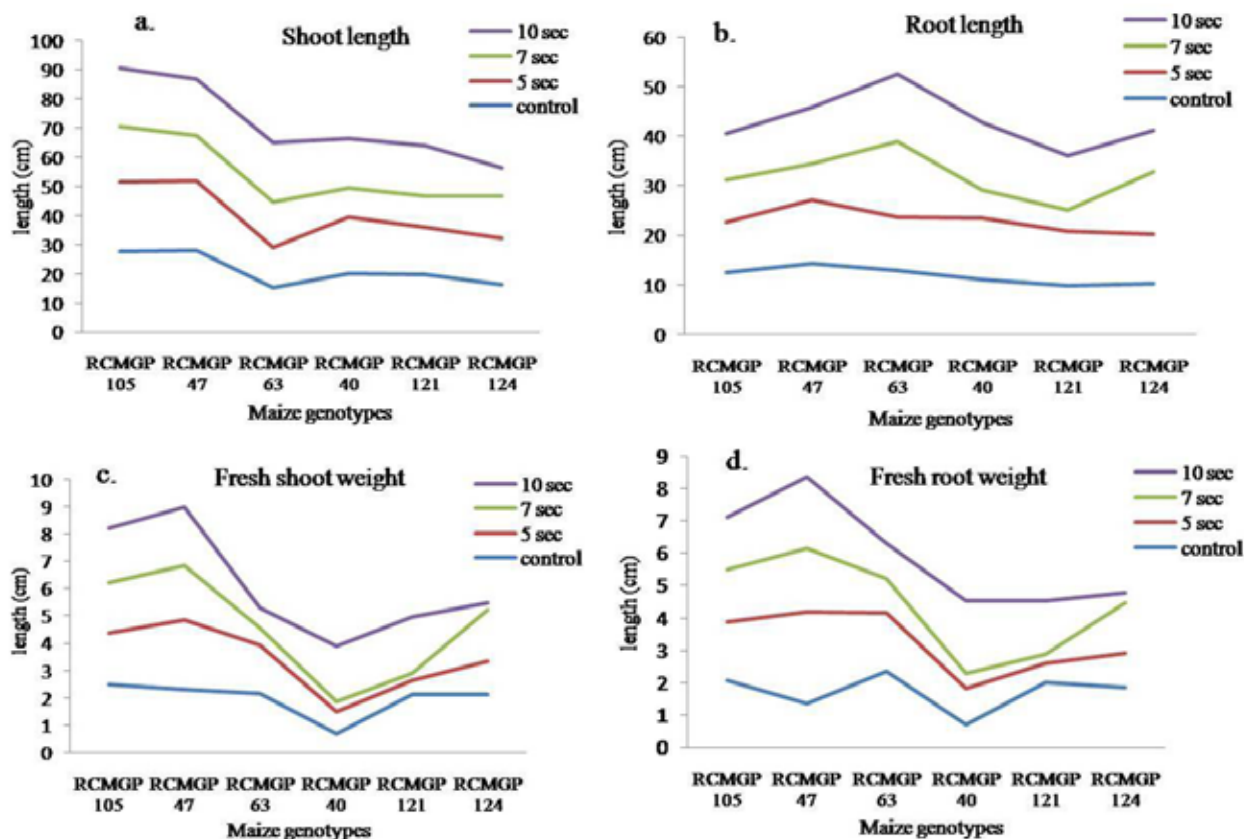 a.
Shoot length
10 sec
7 sec
5 sec
control
length (cm)
100
90
80
70
60
50
40
30
20
10
0
RCMGP RCMGP RCMGP RCMGP RCMGP RCMGP
105 47 63 40 121 124
Maize genotypes
b.
Root length
10 sec
7 sec
5 sec
control
length (cm)
60
50
40
30
20
10
0
RCMGP RCMGP RCMGP RCMGP RCMGP RCMGP
105 47 63 40 121 124
Maize genotypes
c.
Fresh shoot weight
10 sec
7 sec
5 sec
control
length (cm)
10
9
8
7
6
5
4
3
2
1
0
RCMGP RCMGP RCMGP RCMGP RCMGP RCMGP
105 47 63 40 121 124
Maize genotypes
d.
Fresh root weight
10 sec
7 sec
5 sec
control
length (cm)
9
8
7
6
5
4
3
2
1
0
RCMGP RCMGP RCMGP RCMGP RCMGP RCMGP
105 47 63 40 121 124
Maize genotypes